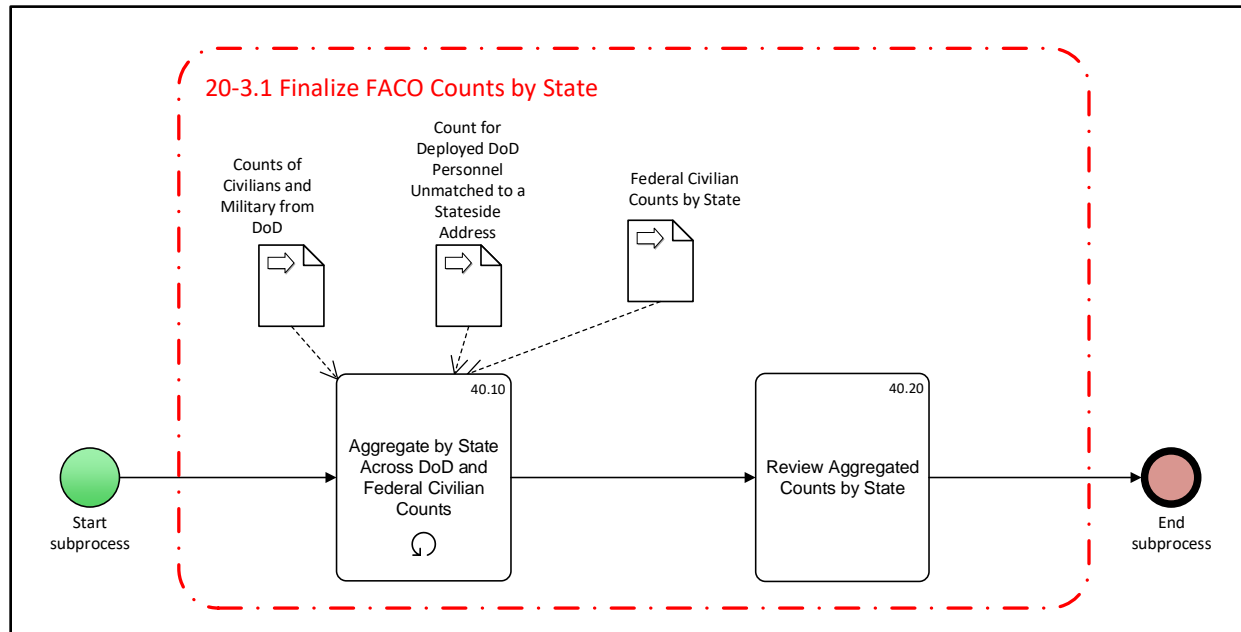 20-3.1 Finalize FACO Counts by State
Counts of
Civilians and
Military from
DoD
Count for
Deployed DoD
Personnel
Unmatched to a
Stateside
Address
Federal Civilian
Counts by State
40.10
Aggregate by State
Across DoD and
Federal Civilian
Counts
40.20
Review Aggregated
Counts by State
Start
subprocess
End
subprocess